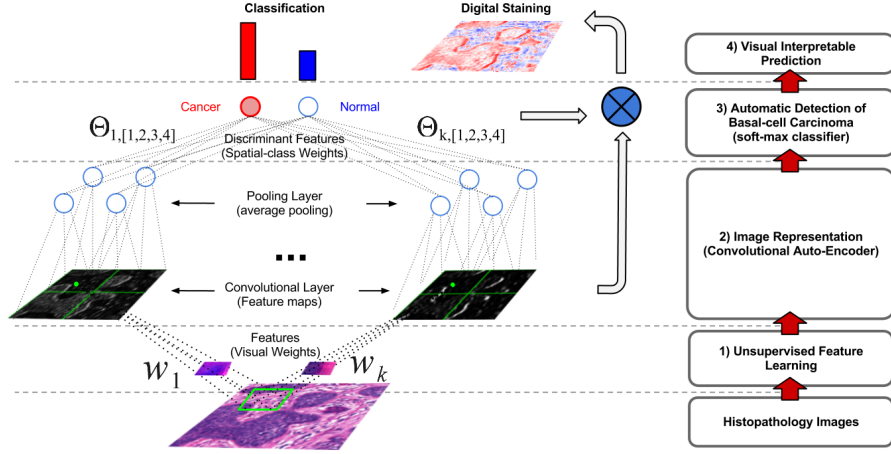 Classification
Digital Staining
Cancer
Normal
Θ1,[1,2,3,4]
Θk,[1,2,3,4]
Discriminant Features
(Spatial-class Weights)
Pooling Layer
(average pooling)
...
Convolutional Layer
(Feature maps)
Features
(Visual Weights)
w1
wk
4) Visual Interpretable
Prediction
3) Automatic Detection of
Basal-cell Carcinoma
(soft-max classifier)
2) Image Representation
(Convolutional Auto-Encoder)
1) Unsupervised Feature
Learning
Histopathology Images